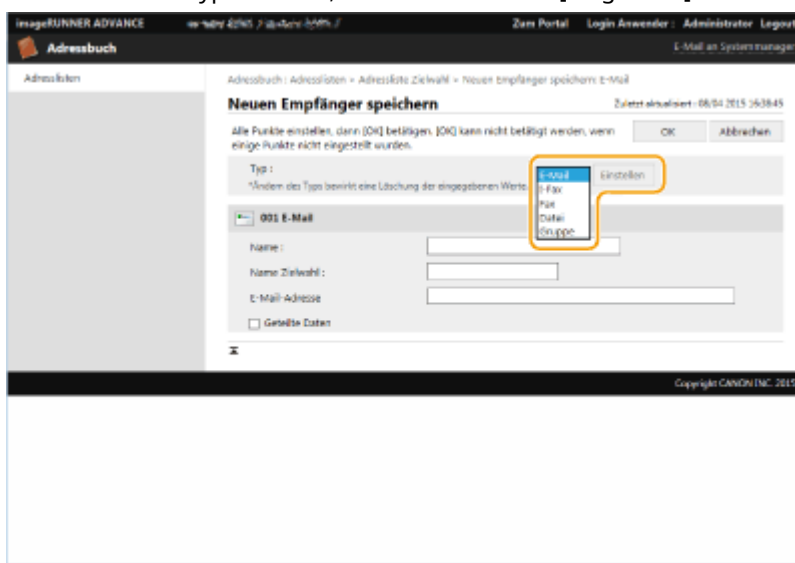 imageRUNNER ADVANCE
Zum Portal Login Anwender : Administrator Logout
Adressbuch
E-Mail an Systemmanager
Adresslisten
Adressbuch : Adresslisten > Adressliste Zielwahl > Neuen Empfänger speichern: E-Mail
Neuen Empfänger speichern
Zuletzt aktualisiert : 08/04 2015 16:38:45
Alle Punkte einstellen, dann [OK] betätigen. [OK] kann nicht betätigt werden, wenn
einige Punkte nicht eingestellt wurden.
OK Abbrechen
Typ :
*Ändern des Typs bewirkt eine Löschung der eingegebenen Werte.
E-Mail
I-Fax
Fax
Datei
Gruppe
Einstellen
001 E-Mail
Name :
Name Zielwahl :
E-Mail-Adresse
Geteilte Daten
Copyright CANON INC. 2015